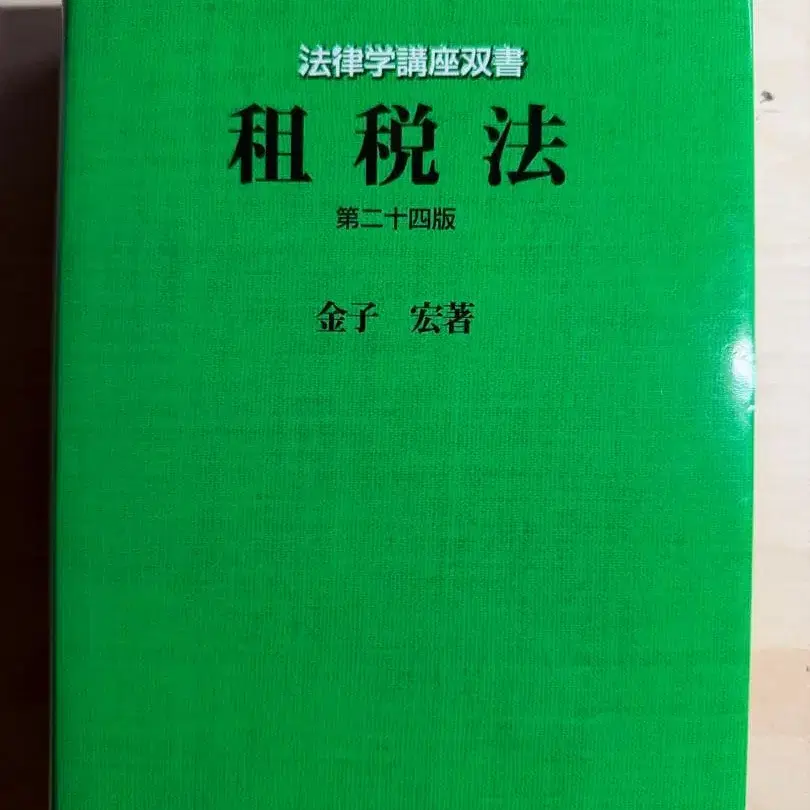 法律学講座双書
租税法
第二十四版
金子 宏著